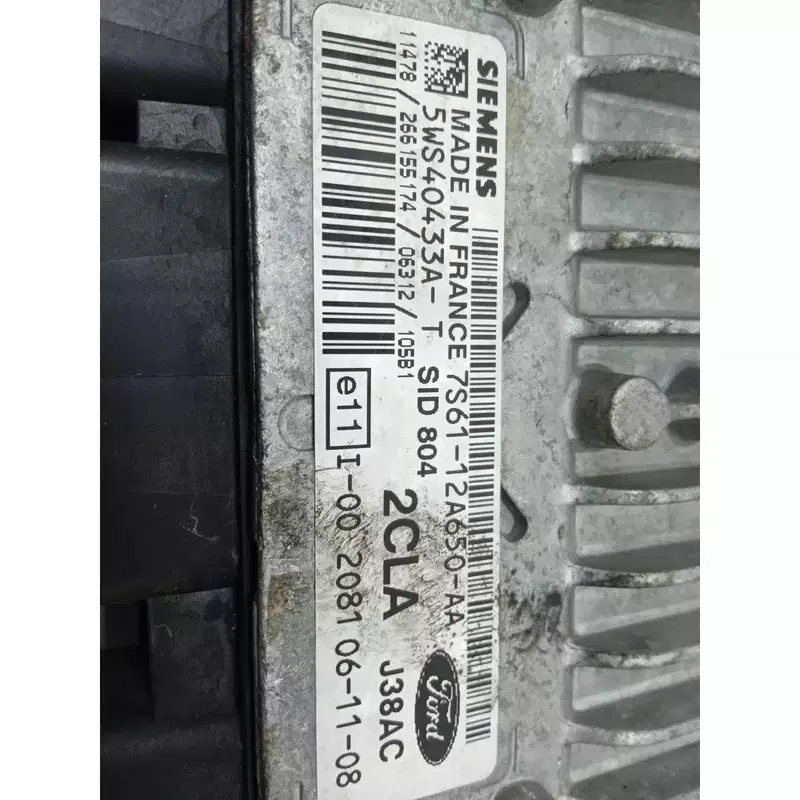 SIEMENS
MADE IN FRANCE 7S61-12A650-AA
5WS40433A-T SID 804 2CLA J38AC
Ford
11478 / 266155174 / 06312 / 105B1
e11 I-00 2081 06-11-08